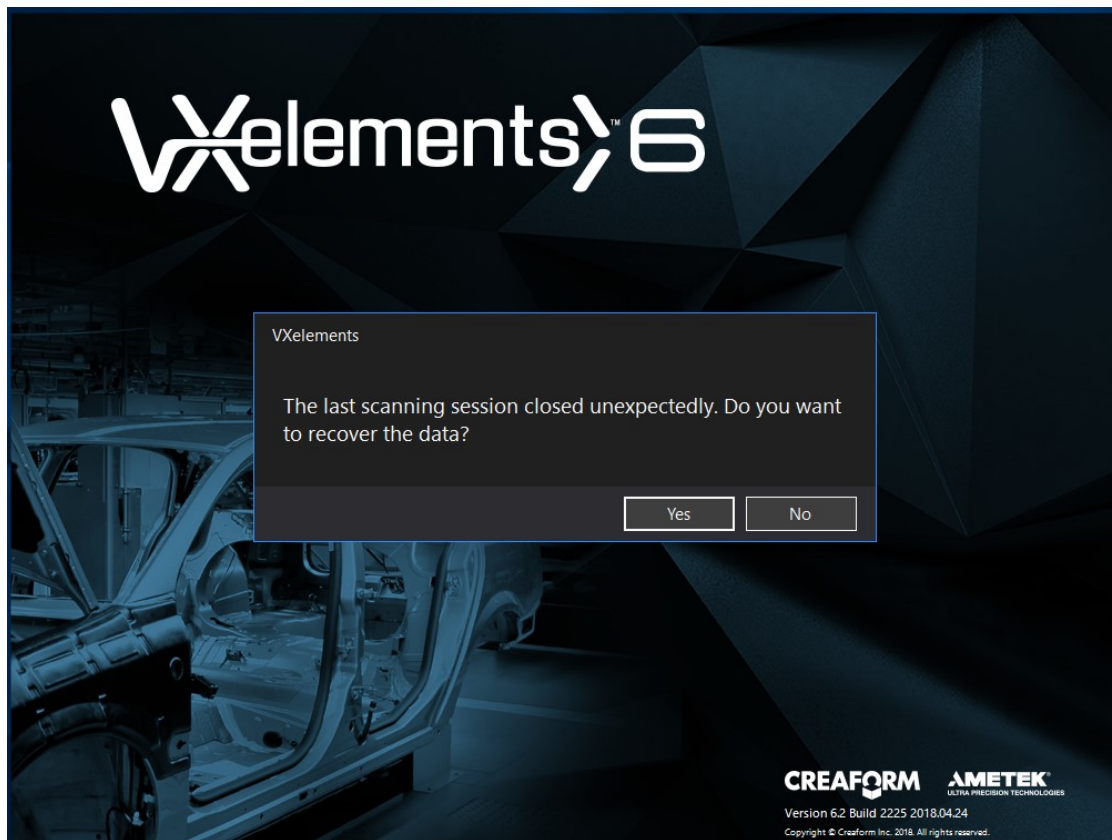 VXelements™ 6
VXelements
The last scanning session closed unexpectedly. Do you want
to recover the data?
Yes No
CREAFORM AMETEK®
ULTRA PRECISION TECHNOLOGIES
Version 6.2 Build 2225 2018.04.24
Copyright © Creaform Inc. 2018. All rights reserved.